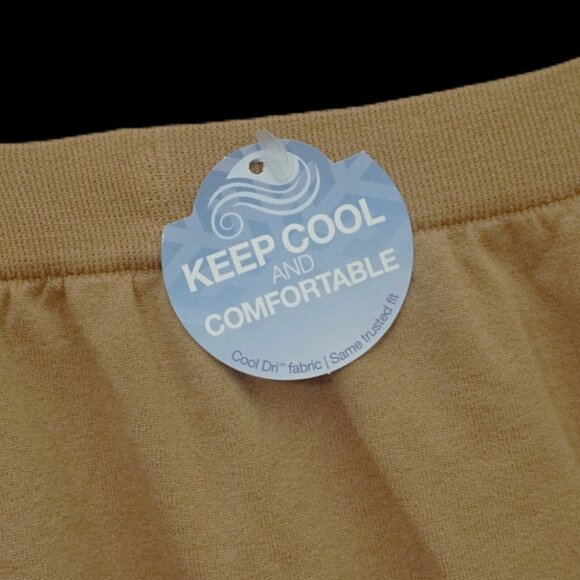 KEEP COOL
AND
COMFORTABLE
Cool Dri™ fabric | Same trusted fit